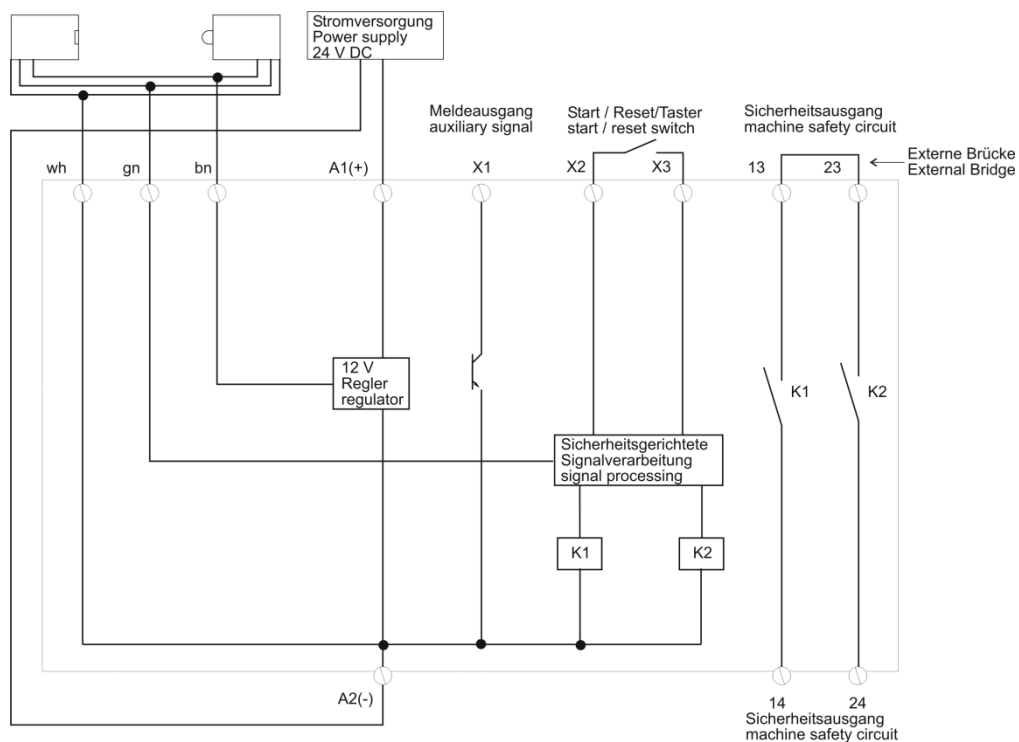 Stromversorgung
Power supply
24 V DC
Meldeausgang
auxiliary signal
Start / Reset/Taster
start / reset switch
Sicherheitsausgang
machine safety circuit
Externe Brücke
External Bridge
wh
gn
bn
A1(+)
X1
X2
X3
13
23
12 V
Regler
regulator
K1
K2
Sicherheitsgerichtete
Signalverarbeitung
signal processing
K1
K2
A2(-)
14
24
Sicherheitsausgang
machine safety circuit